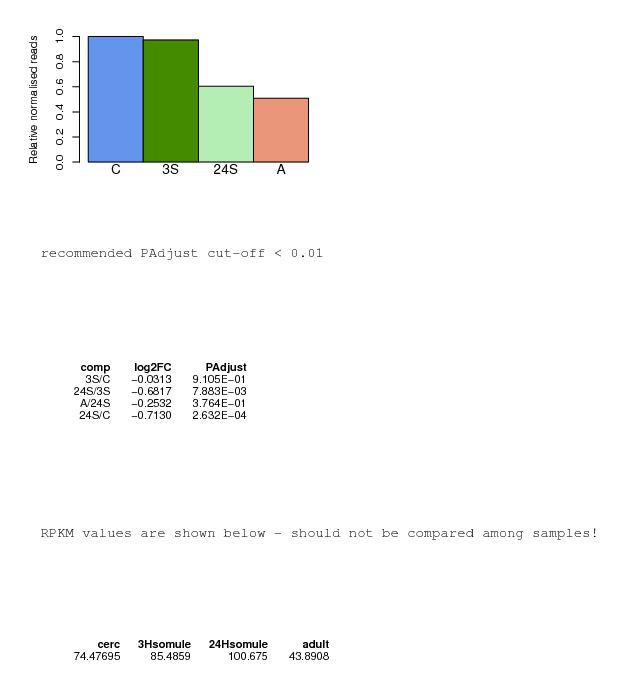 Relative normalised reads
1.0
0.8
0.6
0.4
0.2
0.0
C 3S 24S A
recommended PAdjust cut-off < 0.01
comp log2FC PAdjust
3S/C −0.0313 9.105E−01
24S/3S −0.6817 7.883E−03
A/24S −0.2532 3.764E−01
24S/C −0.7130 2.632E−04
RPKM values are shown below - should not be compared among samples!
cerc 3Hsomule 24Hsomule adult
74.47695 85.4859 100.675 43.8908